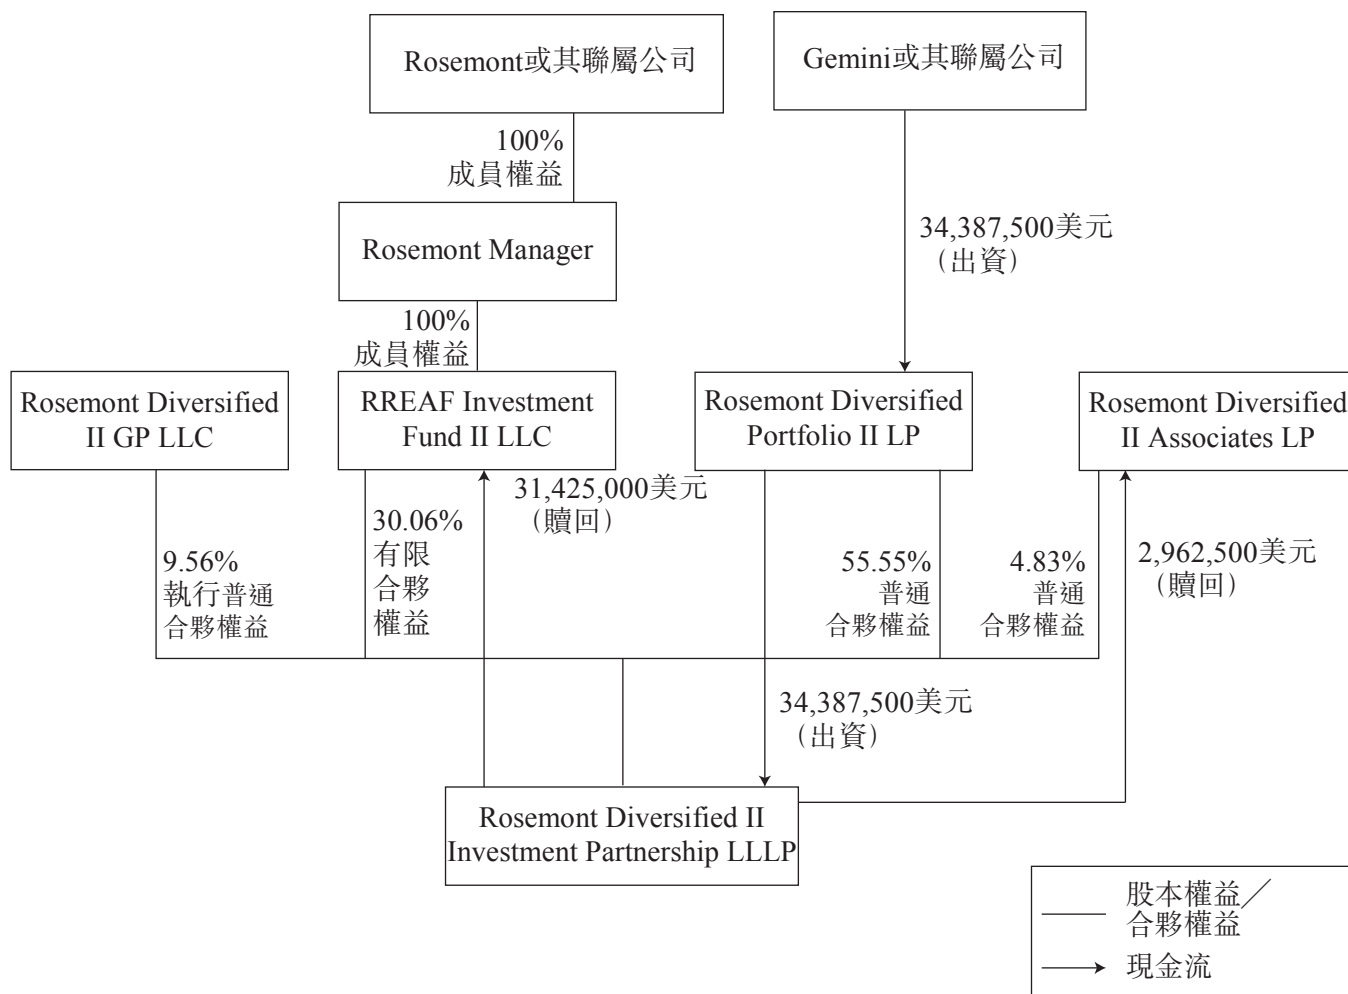 Rosemont或其聯屬公司
Gemini或其聯屬公司
100%
成員權益
34,387,500美元
（出資）
Rosemont Manager
100%
成員權益
Rosemont Diversified
II GP LLC
RREAF Investment
Fund II LLC
Rosemont Diversified
Portfolio II LP
Rosemont Diversified
II Associates LP
9.56%
執行普通
合夥權益
30.06%
有限
合夥
權益
31,425,000美元
（贖回）
55.55%
普通
合夥權益
4.83%
普通
合夥權益
2,962,500美元
（贖回）
34,387,500美元
（出資）
Rosemont Diversified II
Investment Partnership LLLP
股本權益／
合夥權益
現金流